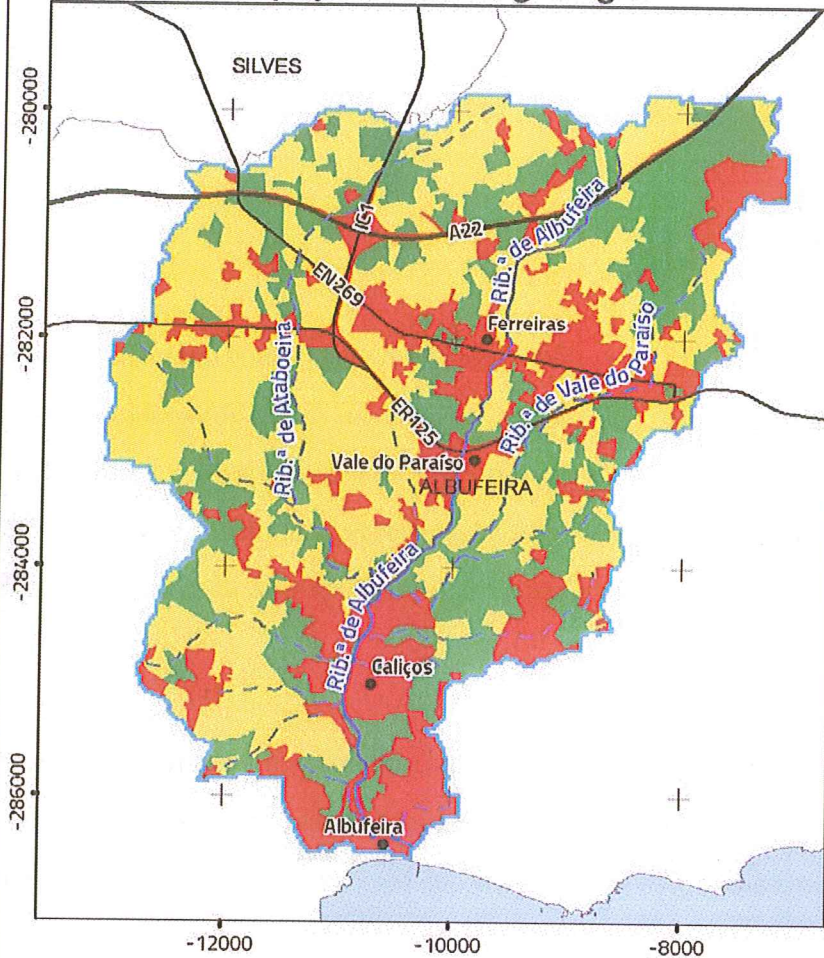 SILVES
-280000
IC1
A22
Rib.ª de Albufeira
EN269
Ferreiras
-282000
Rib.ª de Ataboeira
Rib.ª de Vale do Paraíso
ER125
Vale do Paraíso
ALBUFEIRA
-284000
Rib.ª de Albufeira
Caliços
-286000
Albufeira
-12000
-10000
-8000